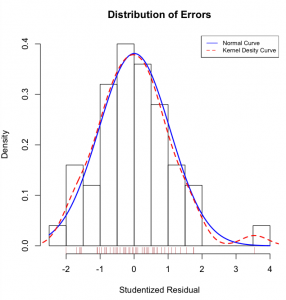 Distribution of Errors
Normal Curve
Kernel Desity Curve
Density
0.4
0.3
0.2
0.1
0.0
-2 -1 0 1 2 3 4
Studentized Residual